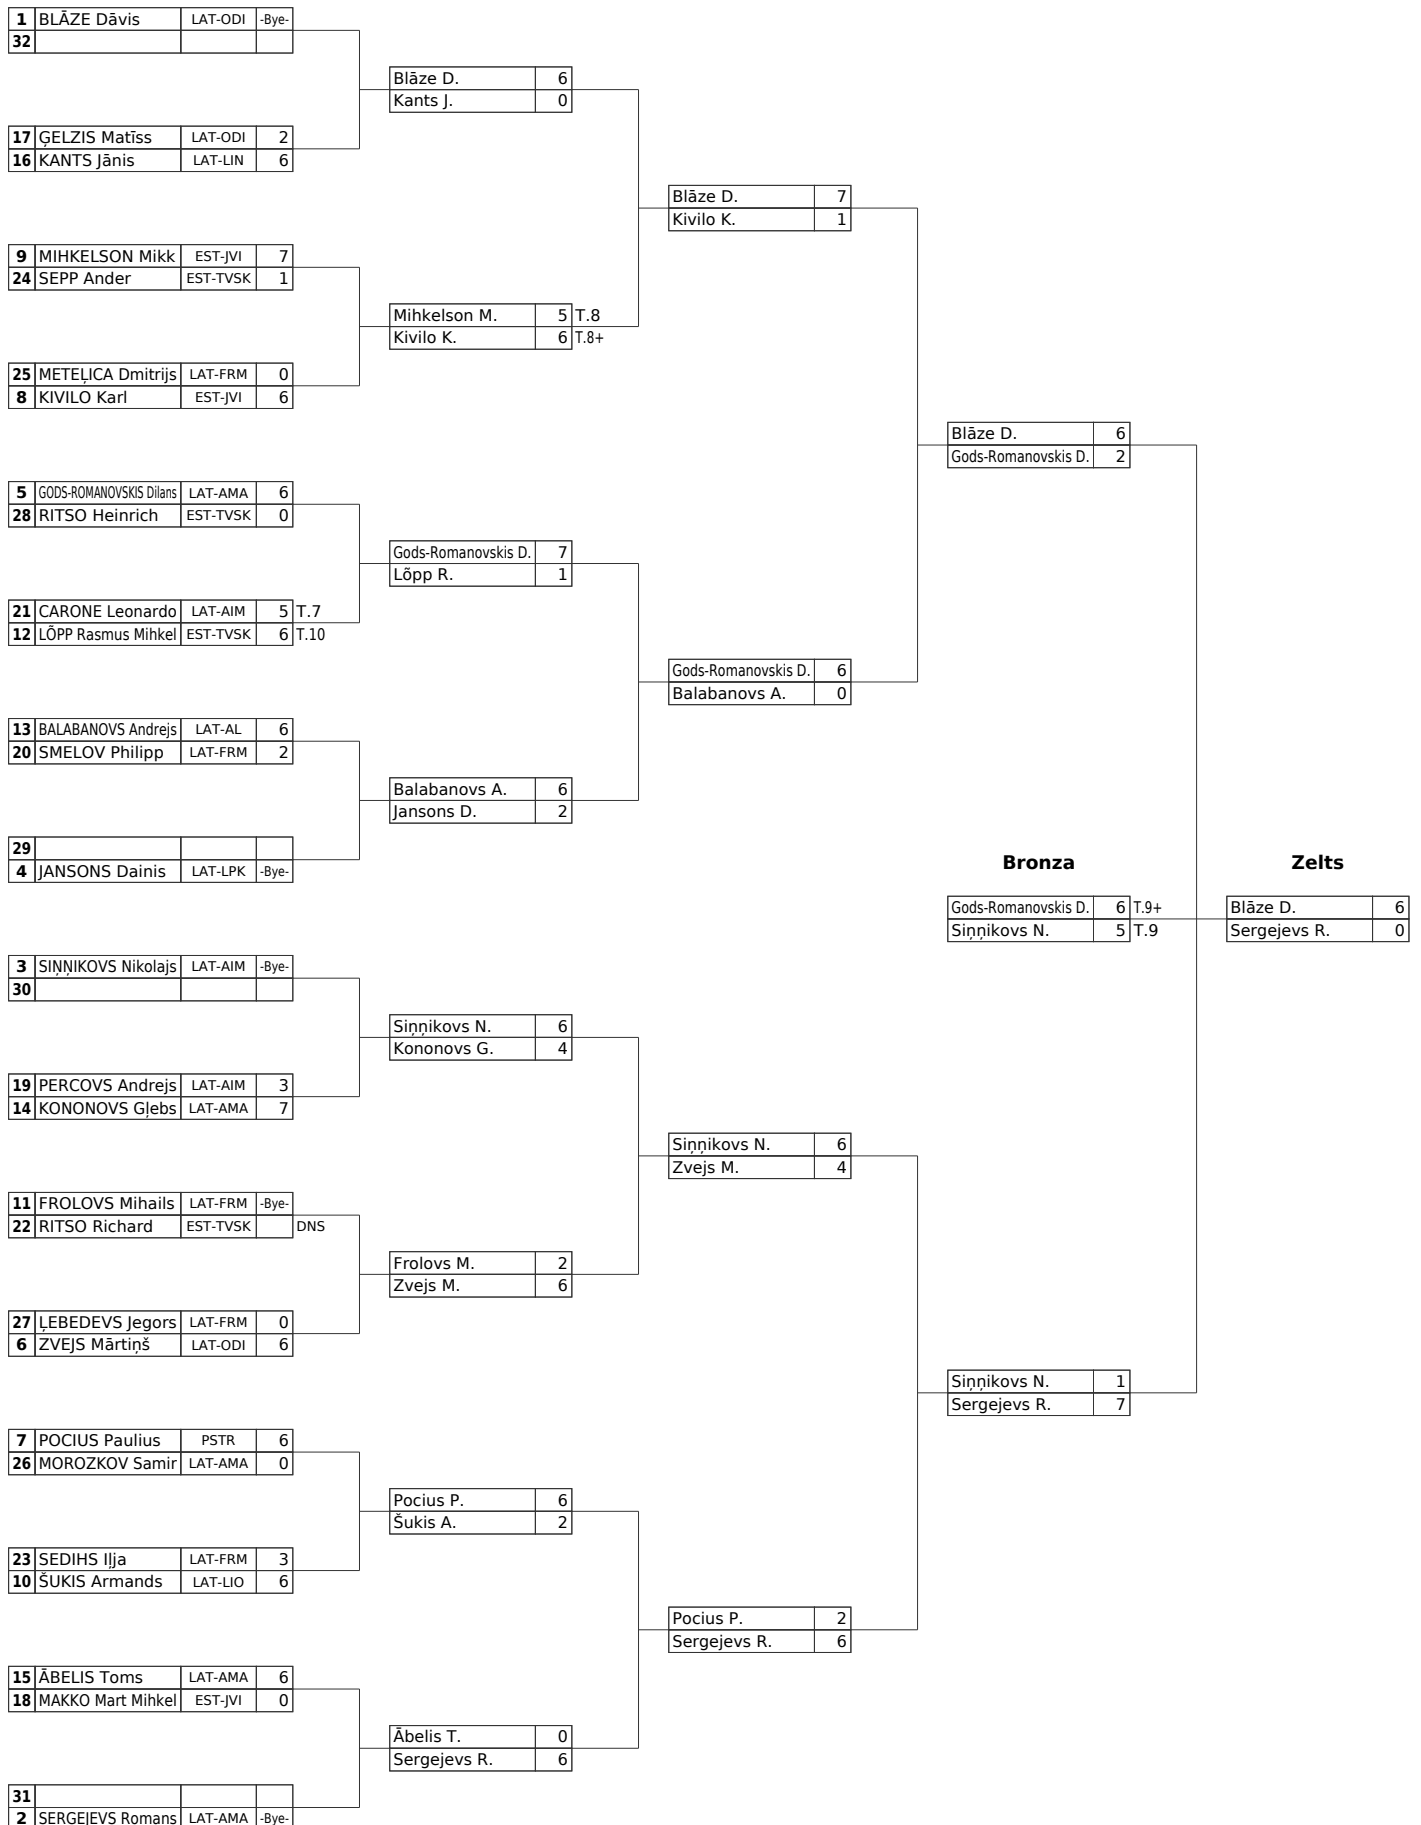 1 BLĀZE Dāvis LAT-ODI -Bye-
32
Blāze D. 6
Kants J. 0
17 ĢELZIS Matīss LAT-ODI 2
16 KANTS Jānis LAT-LIN 6
Blāze D. 7
Kivilo K. 1
9 MIHKELSON Mikk EST-JVI 7
24 SEPP Ander EST-TVSK 1
Mihkelson M. 5 T.8
Kivilo K. 6 T.8+
25 METEĻICA Dmitrijs LAT-FRM 0
8 KIVILO Karl EST-JVI 6
Blāze D. 6
Gods-Romanovskis D. 2
5 GODS-ROMANOVSKIS Dilans LAT-AMA 6
28 RITSO Heinrich EST-TVSK 0
Gods-Romanovskis D. 7
Lõpp R. 1
21 CARONE Leonardo LAT-AIM 5 T.7
12 LÕPP Rasmus Mihkel EST-TVSK 6 T.10
Gods-Romanovskis D. 6
Balabanovs A. 0
13 BALABANOVS Andrejs LAT-AL 6
20 SMELOV Philipp LAT-FRM 2
Balabanovs A. 6
Jansons D. 2
29
4 JANSONS Dainis LAT-LPK -Bye-
Bronza Zelts
Gods-Romanovskis D. 6 T.9+ Blāze D. 6
Siņņikovs N. 5 T.9 Sergejevs R. 0
3 SIŅŅIKOVS Nikolajs LAT-AIM -Bye-
30
Siņņikovs N. 6
Kononovs G. 4
19 PERCOVS Andrejs LAT-AIM 3
14 KONONOVS Gļebs LAT-AMA 7
Siņņikovs N. 6
Zvejs M. 4
11 FROLOVS Mihails LAT-FRM -Bye-
22 RITSO Richard EST-TVSK DNS
Frolovs M. 2
Zvejs M. 6
27 ĻEBEDEVS Jegors LAT-FRM 0
6 ZVEJS Mārtiņš LAT-ODI 6
Siņņikovs N. 1
Sergejevs R. 7
7 POCIUS Paulius PSTR 6
26 MOROZKOV Samir LAT-AMA 0
Pocius P. 6
Šukis A. 2
23 SEDIHS Iļja LAT-FRM 3
10 ŠUKIS Armands LAT-LIO 6
Pocius P. 2
Sergejevs R. 6
15 ĀBELIS Toms LAT-AMA 6
18 MAKKO Mart Mihkel EST-JVI 0
Ābelis T. 0
Sergejevs R. 6
31
2 SERGEJEVS Romans LAT-AMA -Bye-